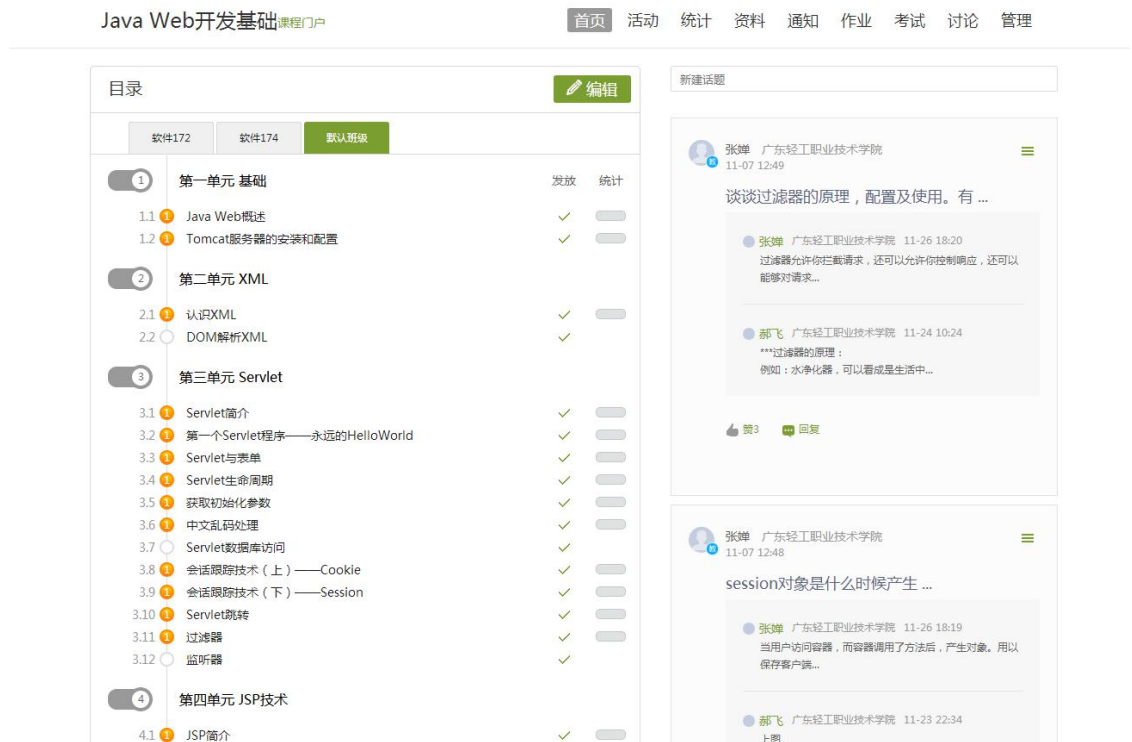 Java Web开发基础课程门户
首页 活动 统计 资料 通知 作业 考试 讨论 管理
目录
编辑
软件172 软件174 默认班级
1 第一单元 基础 发放 统计
1.1 1 Java Web概述
1.2 1 Tomcat服务器的安装和配置
2 第二单元 XML
2.1 1 认识XML
2.2 DOM解析XML
3 第三单元 Servlet
3.1 1 Servlet简介
3.2 1 第一个Servlet程序——永远的HelloWorld
3.3 1 Servlet与表单
3.4 1 Servlet生命周期
3.5 1 获取初始化参数
3.6 1 中文乱码处理
3.7 Servlet数据库访问
3.8 1 会话跟踪技术（上）——Cookie
3.9 1 会话跟踪技术（下）——Session
3.10 1 Servlet跳转
3.11 1 过滤器
3.12 监听器
4 第四单元 JSP技术
4.1 1 JSP简介
新建话题
张婵 广东轻工职业技术学院
教
11-07 12:49
谈谈过滤器的原理，配置及使用。有 ...
张婵 广东轻工职业技术学院 11-26 18:20
过滤器允许你拦截请求，还可以允许你控制响应，还可以
能够对请求...
郝飞 广东轻工职业技术学院 11-24 10:24
***过滤器的原理：
例如：水净化器，可以看成是生活中...
赞3 回复
张婵 广东轻工职业技术学院
教
11-07 12:48
session对象是什么时候产生 ...
张婵 广东轻工职业技术学院 11-26 18:19
当用户访问容器，而容器调用了方法后，产生对象。用以
保存客户端...
郝飞 广东轻工职业技术学院 11-23 22:34
上图